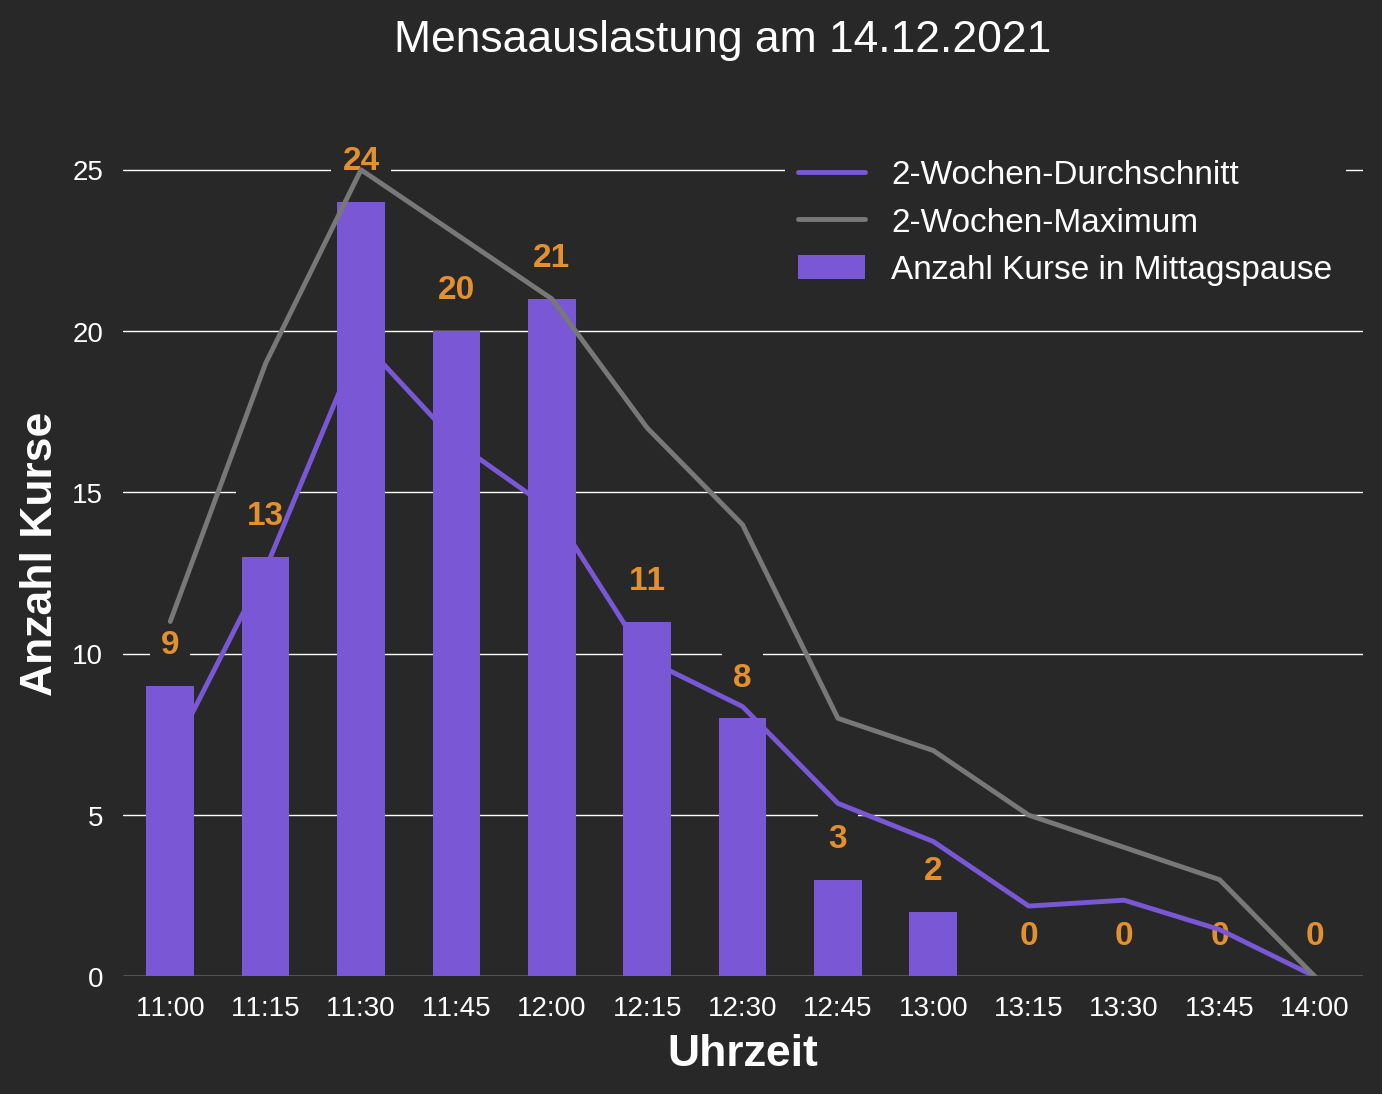 Mensaauslastung am 14.12.2021
2-Wochen-Durchschnitt
2-Wochen-Maximum
Anzahl Kurse in Mittagspause
Anzahl Kurse
25
20
15
10
5
0
9
13
24
20
21
11
8
3
2
0
0
0
0
11:00 11:15 11:30 11:45 12:00 12:15 12:30 12:45 13:00 13:15 13:30 13:45 14:00
Uhrzeit